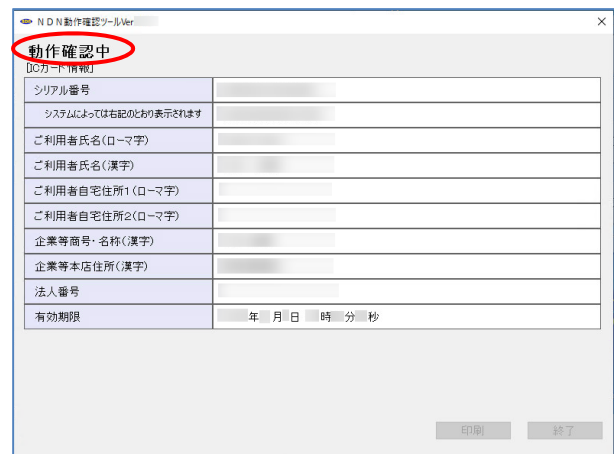 NDN動作確認ツールVer
動作確認中
[ICカード情報]
シリアル番号
システムによっては右記のとおり表示されます
ご利用者氏名(ローマ字)
ご利用者氏名(漢字)
ご利用者自宅住所1(ローマ字)
ご利用者自宅住所2(ローマ字)
企業等商号・名称(漢字)
企業等本店住所(漢字)
法人番号
有効期限 年 月 日 時 分 秒
印刷 終了